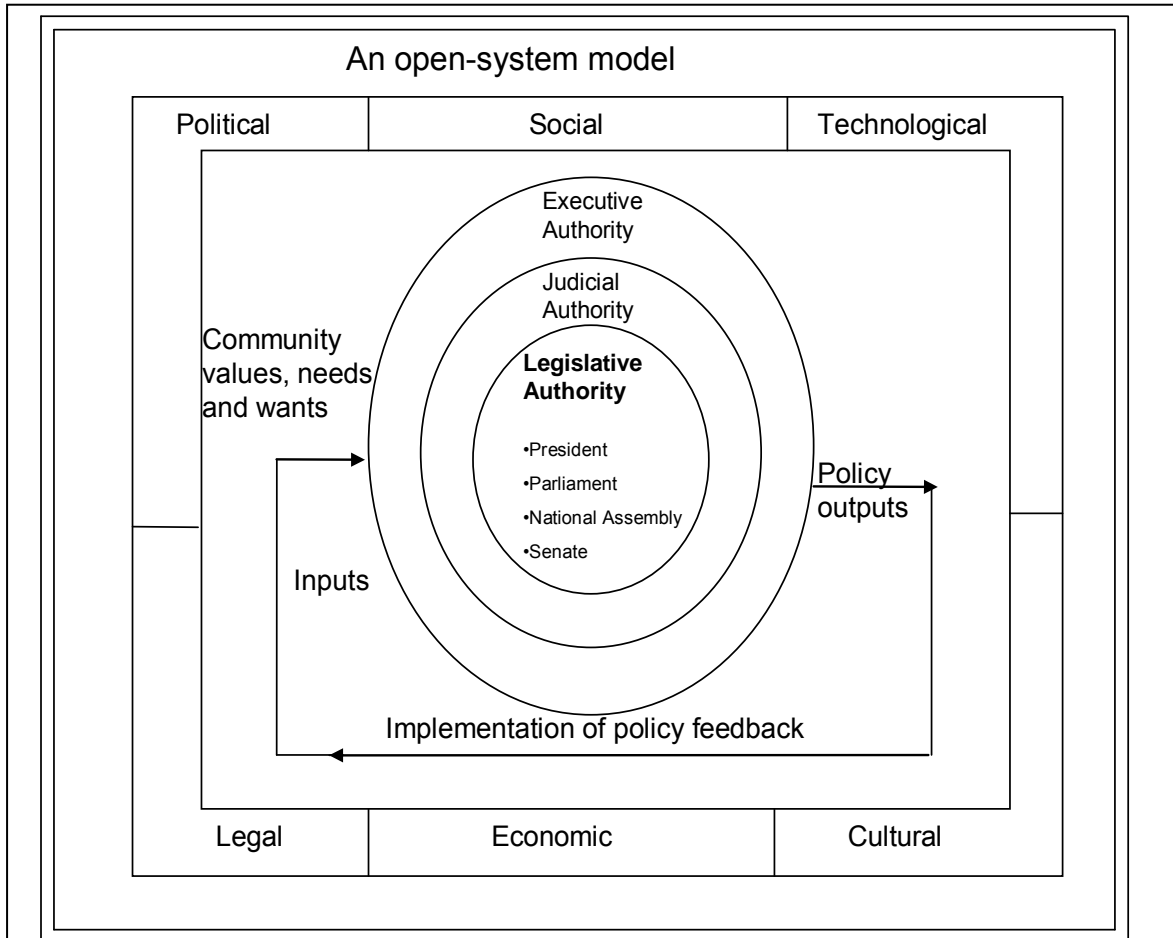 An open-system model
Political
Social
Technological
Executive
Authority
Judicial
Authority
Community
values, needs
and wants
Legislative
Authority
•President
•Parliament
•National Assembly
•Senate
Policy
outputs
Inputs
Implementation of policy feedback
Legal
Economic
Cultural